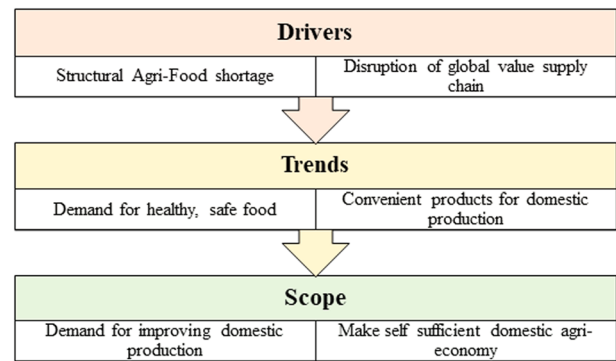 Drivers
Structural Agri-Food shortage
Disruption of global value supply
chain
Trends
Demand for healthy, safe food
Convenient products for domestic
production
Scope
Demand for improving domestic
production
Make self sufficient domestic agri-
economy